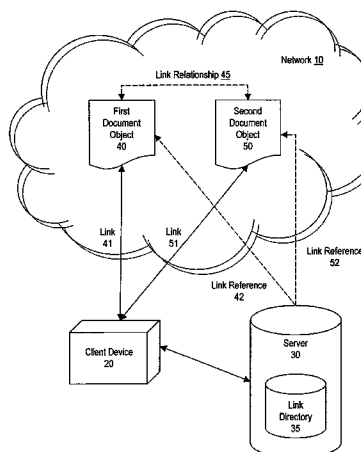 Link Relationship 45
Network 10
First
Document
Object
40
Second
Document
Object
50
Link
41
Link
51
Link Reference
52
Link Reference
42
Client Device
20
Server
30
Link
Directory
35